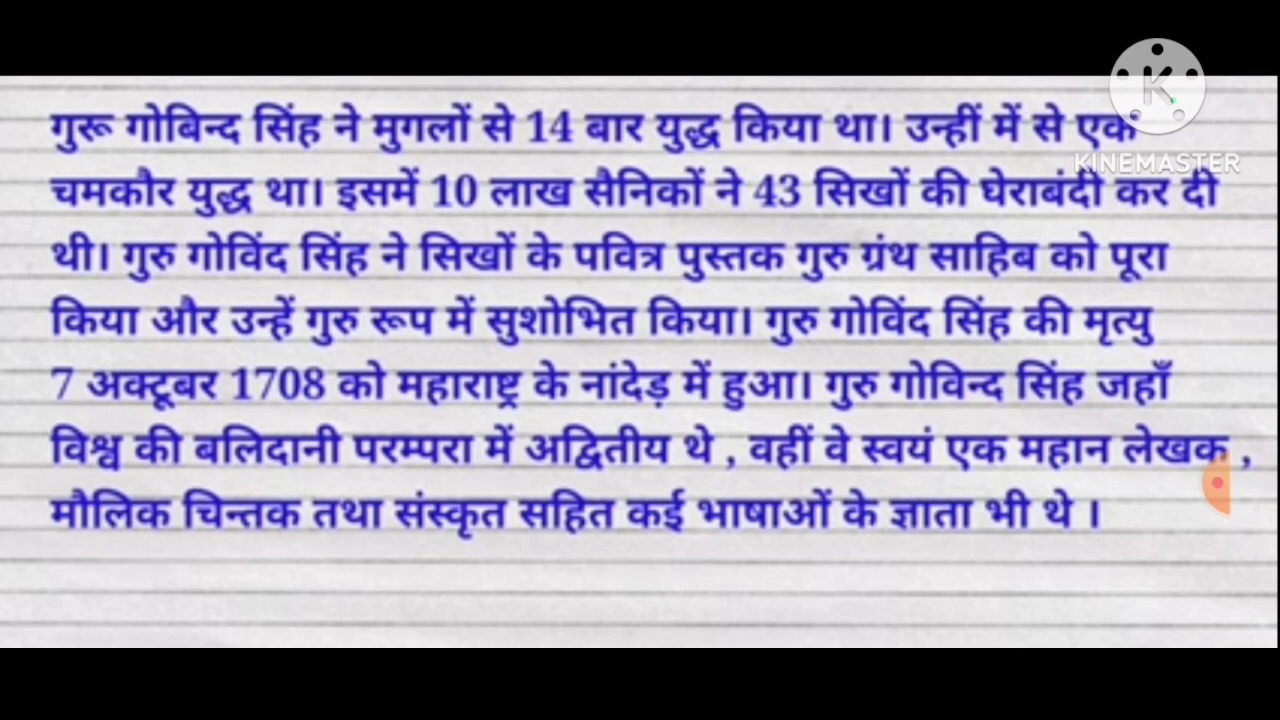 गुरू गोबिन्द सिंह ने मुगलों से 14 बार युद्ध किया था। उन्हीं में से एक
KINEMASTER
चमकौर युद्ध था। इसमें 10 लाख सैनिकों ने 43 सिखों की घेराबंदी कर दी
थी। गुरु गोविंद सिंह ने सिखों के पवित्र पुस्तक गुरु ग्रंथ साहिब को पूरा
किया और उन्हें गुरु रूप में सुशोभित किया। गुरु गोविंद सिंह की मृत्यु
7 अक्टूबर 1708 को महाराष्ट्र के नांदेड़ में हुआ। गुरु गोविन्द सिंह जहाँ
विश्व की बलिदानी परम्परा में अद्वितीय थे , वहीं वे स्वयं एक महान लेखक ,
मौलिक चिन्तक तथा संस्कृत सहित कई भाषाओं के ज्ञाता भी थे ।